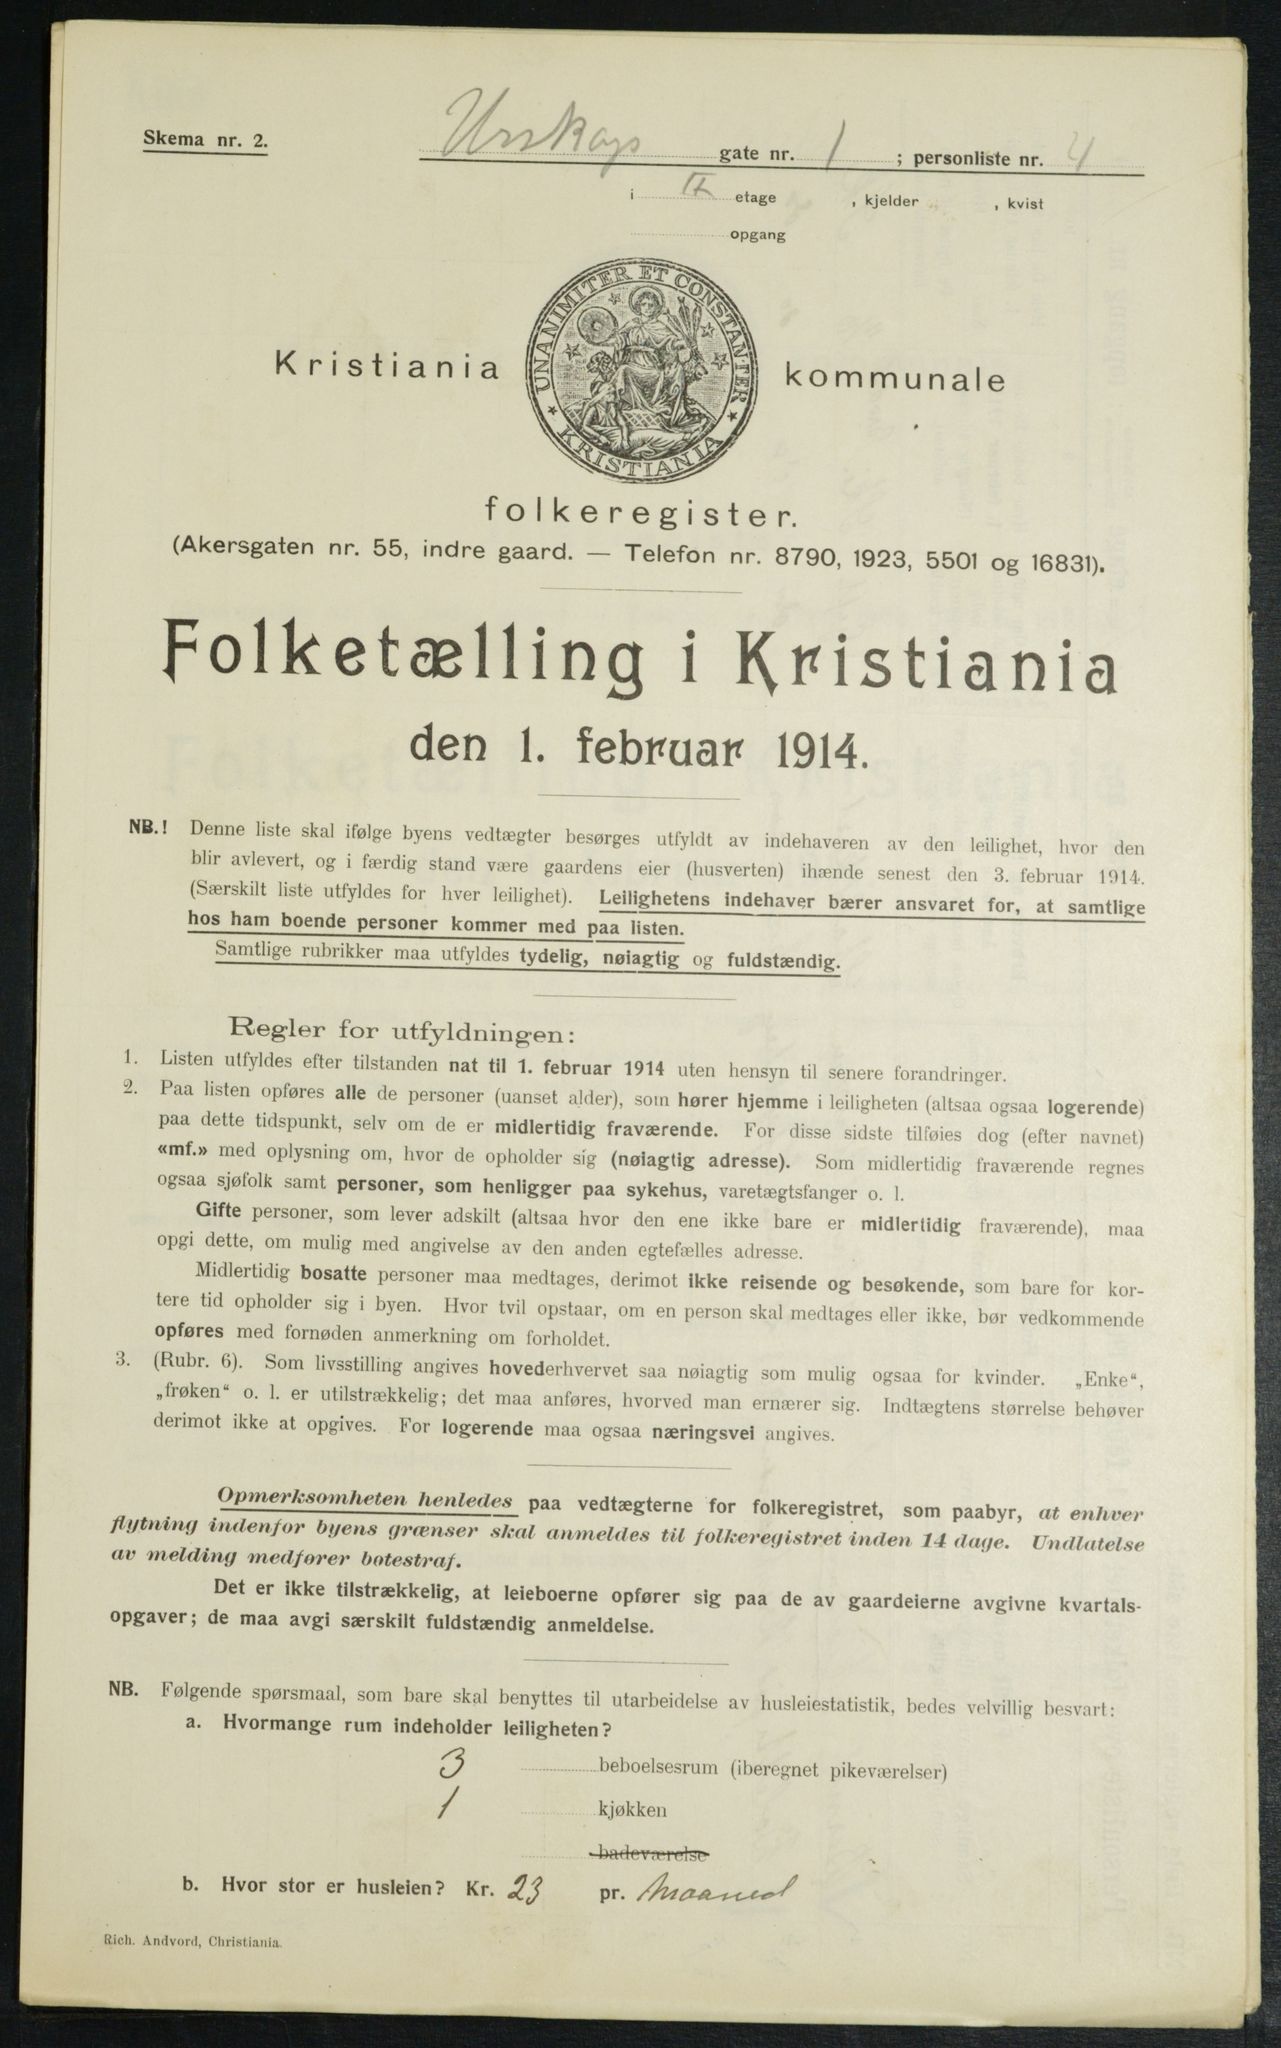 Skema nr. 2.
Urskogs gate nr. 1 ; personliste nr. 4
i II etage , kjelder , kvist
opgang
UNANIMITER ET CONSTANTER
KRISTIANIA
Kristiania kommunale
folkeregister.
(Akersgaten nr. 55, indre gaard. — Telefon nr. 8790, 1923, 5501 og 16831).
Folketælling i Kristiania
den 1. februar 1914.
NB.! Denne liste skal ifølge byens vedtægter besørges utfyldt av indehaveren av den leilighet, hvor den
blir avlevert, og i færdig stand være gaardens eier (husverten) ihænde senest den 3. februar 1914.
(Særskilt liste utfyldes for hver leilighet). Leilighetens indehaver bærer ansvaret for, at samtlige
hos ham boende personer kommer med paa listen.
Samtlige rubrikker maa utfyldes tydelig, nøiagtig og fuldstændig.
Regler for utfyldningen:
1. Listen utfyldes efter tilstanden nat til 1. februar 1914 uten hensyn til senere forandringer.
2. Paa listen opføres alle de personer (uanset alder), som hører hjemme i leiligheten (altsaa ogsaa logerende)
paa dette tidspunkt, selv om de er midlertidig fraværende. For disse sidste tilføies dog (efter navnet)
«mf.» med oplysning om, hvor de opholder sig (nøiagtig adresse). Som midlertidig fraværende regnes
ogsaa sjøfolk samt personer, som henligger paa sykehus, varetægtsfanger o. l.
Gifte personer, som lever adskilt (altsaa hvor den ene ikke bare er midlertidig fraværende), maa
opgi dette, om mulig med angivelse av den anden egtefælles adresse.
Midlertidig bosatte personer maa medtages, derimot ikke reisende og besøkende, som bare for kor-
tere tid opholder sig i byen. Hvor tvil opstaar, om en person skal medtages eller ikke, bør vedkommende
opføres med fornøden anmerkning om forholdet.
3. (Rubr. 6). Som livsstilling angives hovederhvervet saa nøiagtig som mulig ogsaa for kvinder. „Enke“,
„frøken“ o. l. er utilstrækkelig; det maa anføres, hvorved man ernærer sig. Indtægtens størrelse behøver
derimot ikke at opgives. For logerende maa ogsaa næringsvei angives.
Opmerksomheten henledes paa vedtægterne for folkeregistret, som paabyr, at enhver
flytning indenfor byens grænser skal anmeldes til folkeregistret inden 14 dage. Undlatelse
av melding medfører botestraf.
Det er ikke tilstrækkelig, at leieboerne opfører sig paa de av gaardeierne avgivne kvartals-
opgaver; de maa avgi særskilt fuldstændig anmeldelse.
NB. Følgende spørsmaal, som bare skal benyttes til utarbeidelse av husleiestatistik, bedes velvillig besvart:
a. Hvormange rum indeholder leiligheten?
3 beboelsesrum (iberegnet pikeværelser)
1 kjøkken
badeværelse
b. Hvor stor er husleien? Kr. 23 pr. Maaned
Rich. Andvord, Christiania.